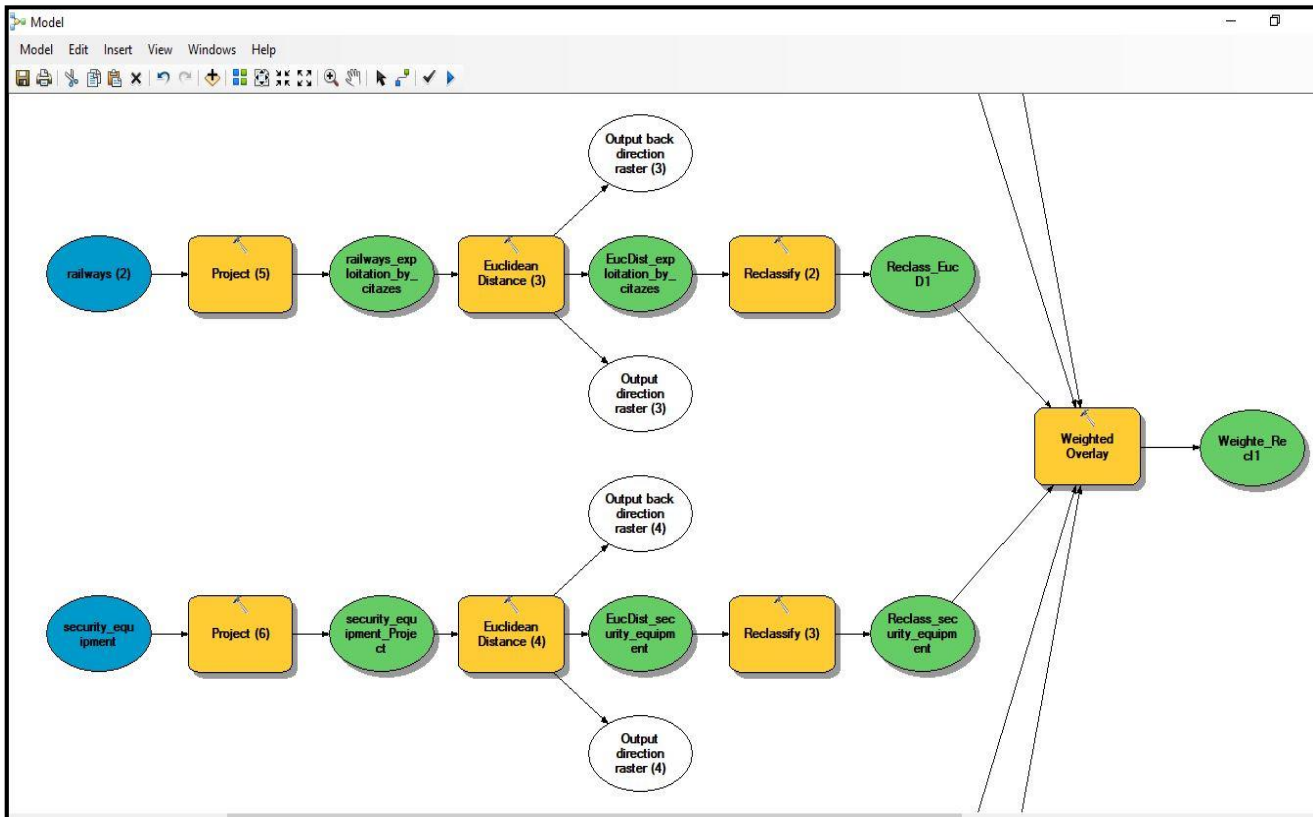 Model
Model Edit Insert View Windows Help
Output back
direction
raster (3)
railways (2)
Project (5)
railways_exp
loitation_by_
citazes
Euclidean
Distance (3)
EucDist_exp
loitation_by_
citazes
Reclassify (2)
Reclass_Euc
D1
Output
direction
raster (3)
Weighted
Overlay
Weighte_Re
cl1
Output back
direction
raster (4)
security_equ
ipment
Project (6)
security_equ
ipment_Proje
ct
Euclidean
Distance (4)
EucDist_sec
urity_equipm
ent
Reclassify (3)
Reclass_sec
urity_equipm
ent
Output
direction
raster (4)